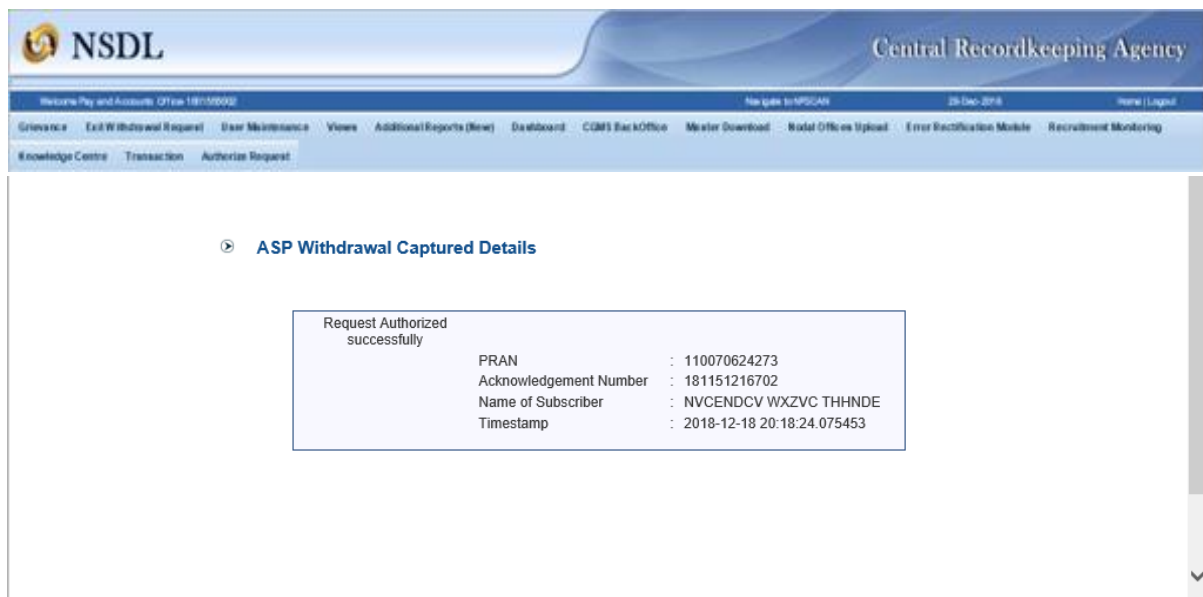 NSDL
Central Recordkeeping Agency
Welcome Pay and Accounts Office
Navigate to NPSCAN
Home | Logout
Grievance Exit Withdrawal Request User Maintenance Views Additional Reports (New) Dashboard CGMS BackOffice Master Download Nodal Offices Upload Error Rectification Module Recruitment Monitoring
Knowledge Centre Transaction Authorize Request
ASP Withdrawal Captured Details
Request Authorized
successfully
PRAN : 110070624273
Acknowledgement Number : 181151216702
Name of Subscriber : NVCENDCV WXZVC THHNDE
Timestamp : 2018-12-18 20:18:24.075453